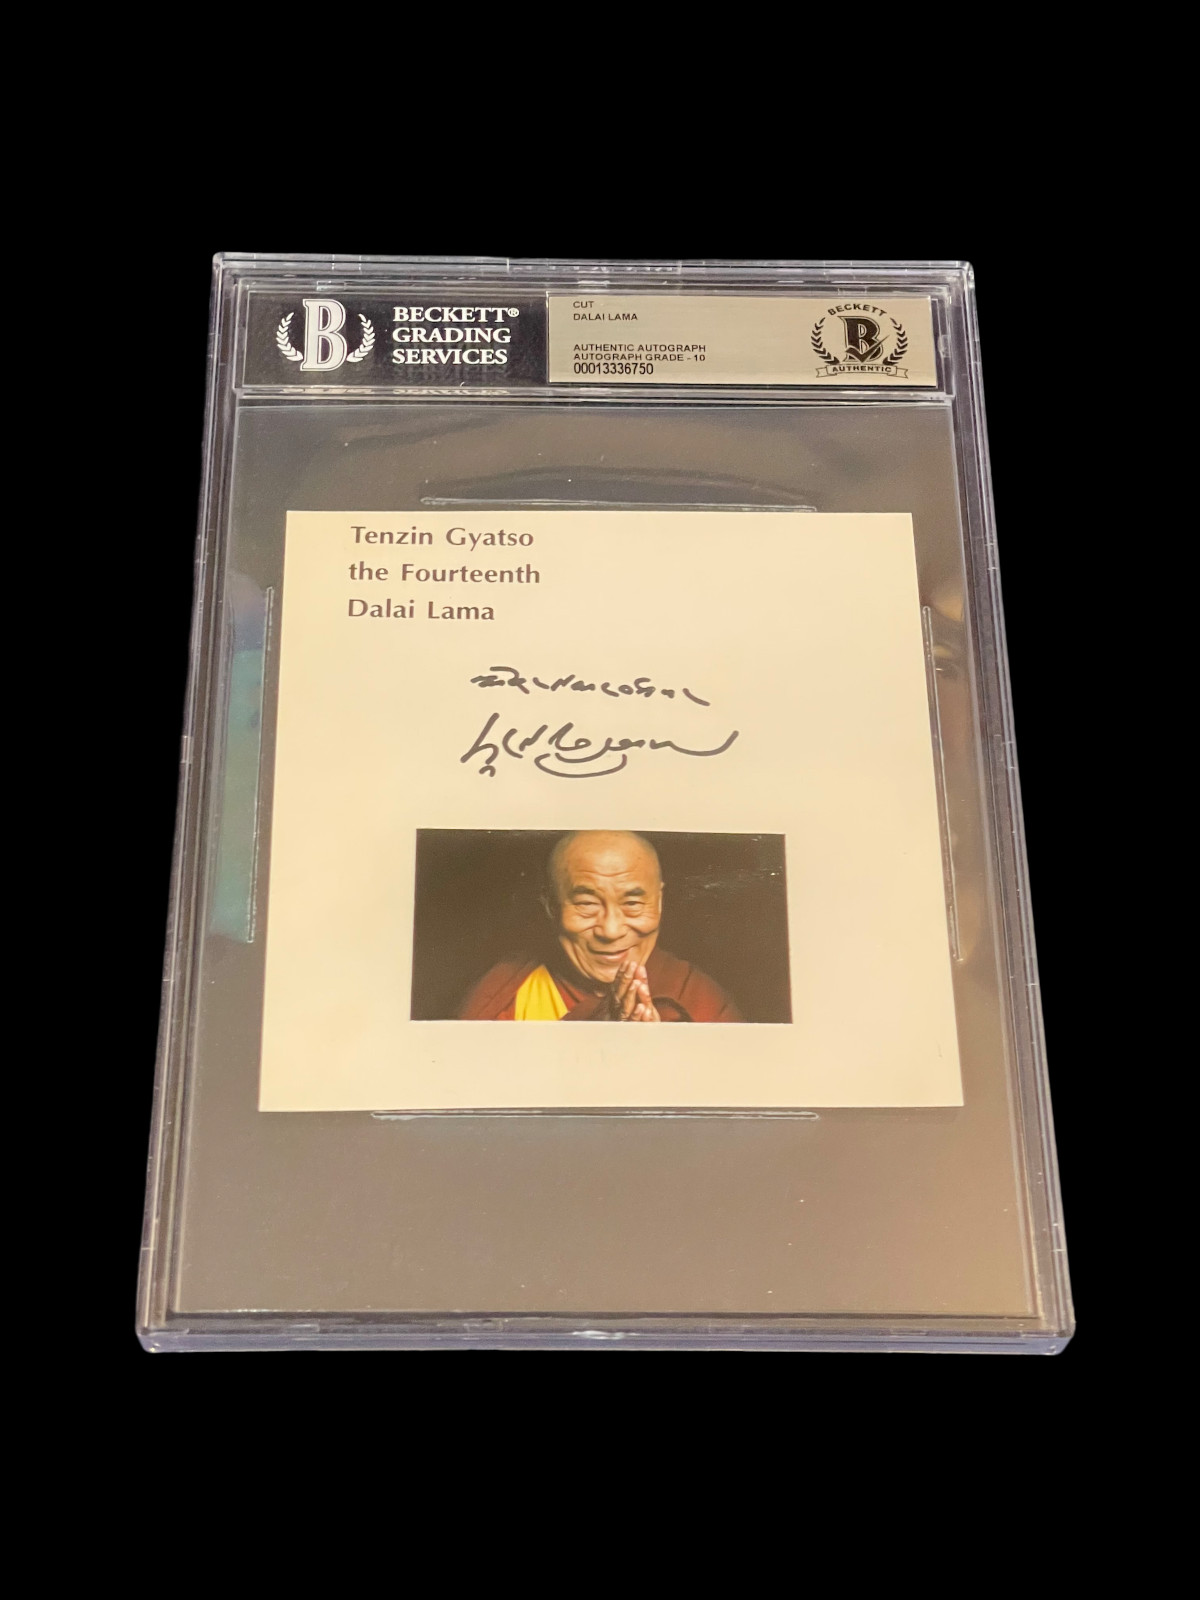 B
BECKETT®
GRADING
SERVICES
CUT
DALAI LAMA
AUTHENTIC AUTOGRAPH
AUTOGRAPH GRADE - 10
00013336750
BECKETT
B
AUTHENTIC
Tenzin Gyatso
the Fourteenth
Dalai Lama